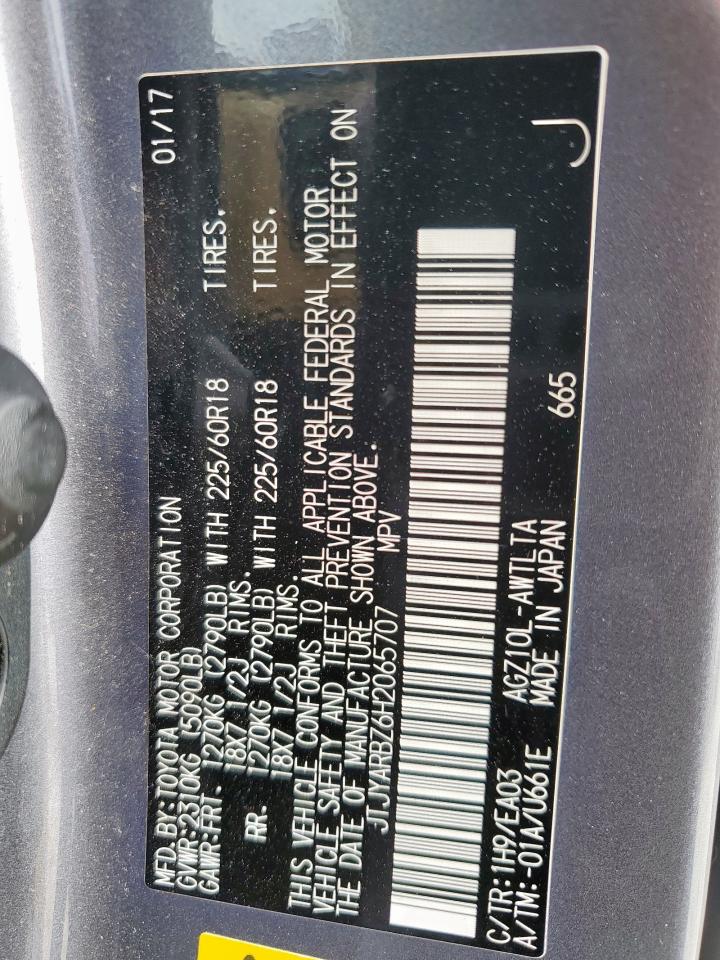 MFD.BY:TOYOTA MOTOR CORPORATION 01/17
GVWR:2310KG (5090LB)
GAWR:FRT. 1270KG (2790LB) WITH 225/60R18 TIRES.
18X7 1/2J RIMS.
RR. 1270KG (2790LB) WITH 225/60R18 TIRES.
18X7 1/2J RIMS.
THIS VEHICLE CONFORMS TO ALL APPLICABLE FEDERAL MOTOR
VEHICLE SAFETY AND THEFT PREVENTION STANDARDS IN EFFECT ON
THE DATE OF MANUFACTURE SHOWN ABOVE.
JTJYARBZ6H2065707 MPV
C/TR:1H9/EA03 AGZ10L-AWTLTA 665
A/TM:-01A/U661E MADE IN JAPAN J